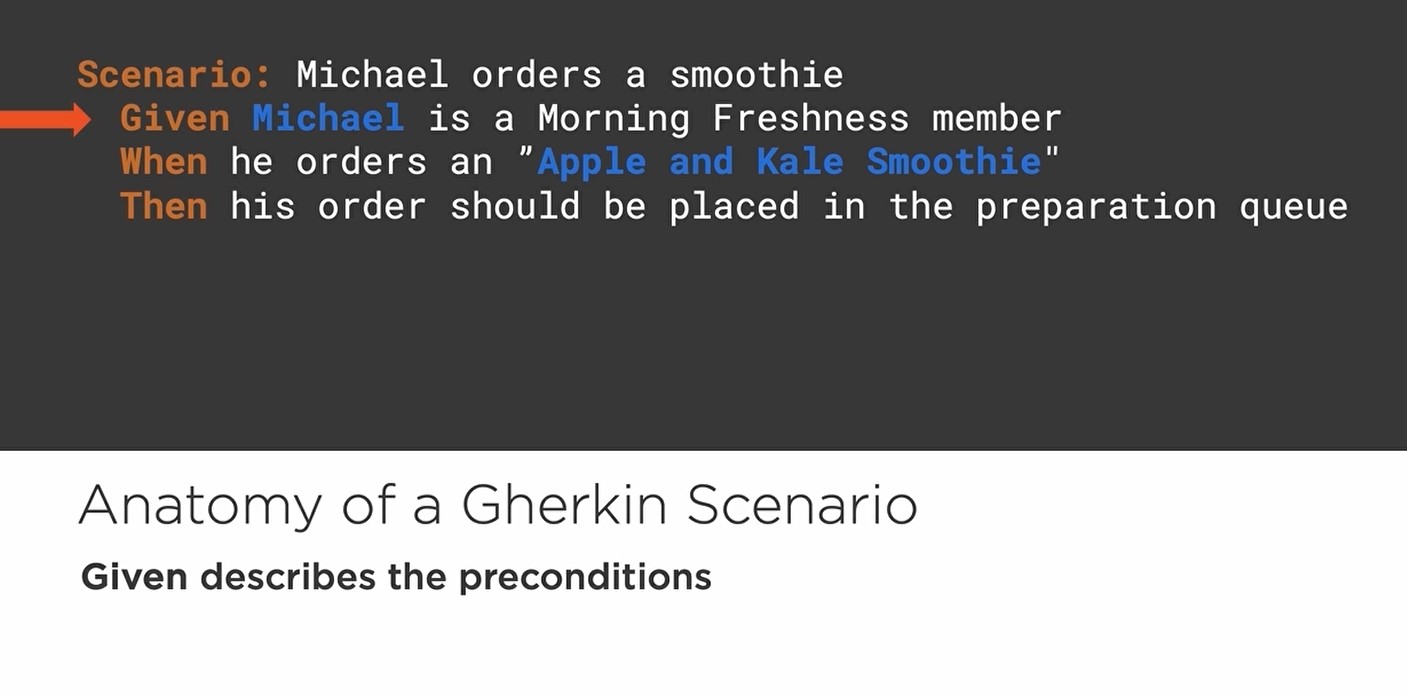 Scenario: Michael orders a smoothie
Given Michael is a Morning Freshness member
When he orders an ”Apple and Kale Smoothie"
Then his order should be placed in the preparation queue
Anatomy of a Gherkin Scenario
Given describes the preconditions